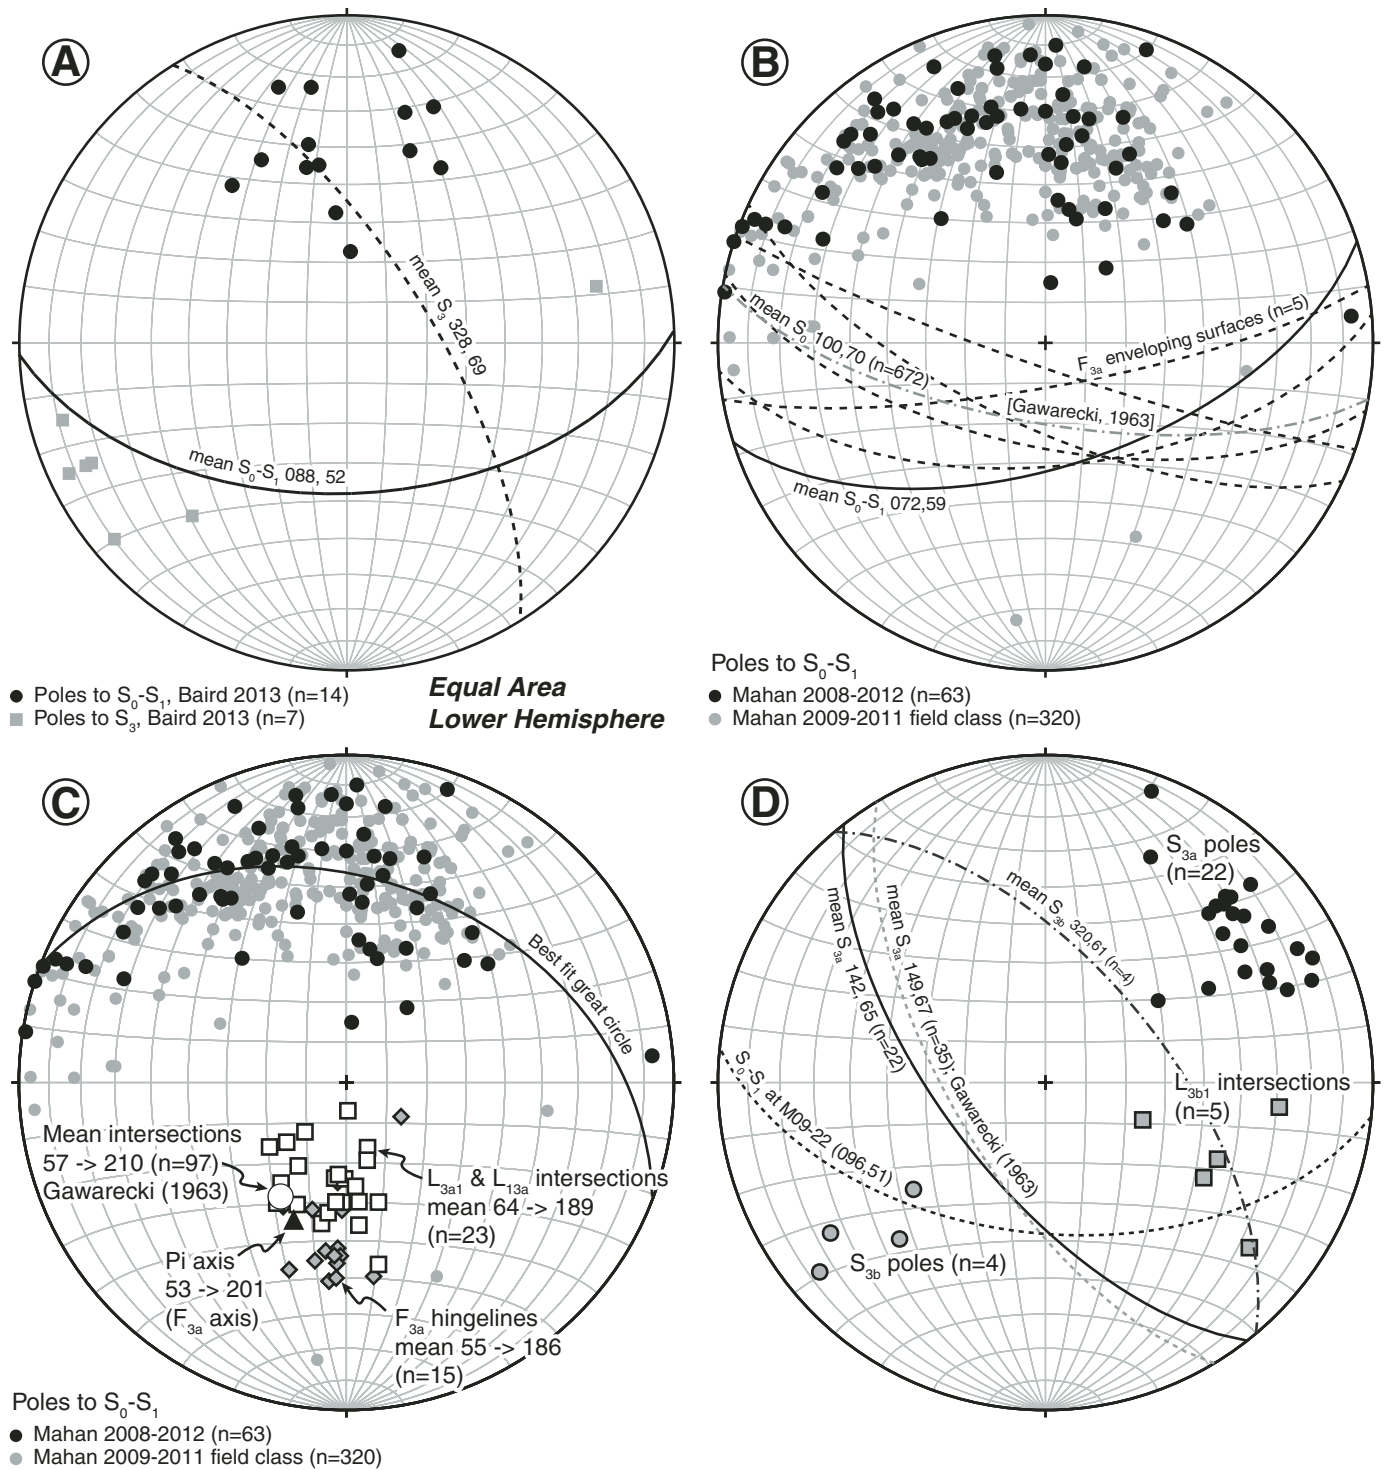 A
mean S3 328, 69
mean S0-S1 088, 52
Poles to S0-S1, Baird 2013 (n=14)
Poles to S3, Baird 2013 (n=7)
Equal Area
Lower Hemisphere
B
mean S0 100,70 (n=672)
F3a enveloping surfaces (n=5)
[Gawarecki, 1963]
mean S0-S1 072,59
Poles to S0-S1
Mahan 2008-2012 (n=63)
Mahan 2009-2011 field class (n=320)
C
Best fit great circle
Mean intersections
57 -> 210 (n=97)
Gawarecki (1963)
L3a1 & L13a intersections
mean 64 -> 189
(n=23)
Pi axis
53 -> 201
(F3a axis)
F3a hingelines
mean 55 -> 186
(n=15)
Poles to S0-S1
Mahan 2008-2012 (n=63)
Mahan 2009-2011 field class (n=320)
D
S3a poles
(n=22)
mean S3b 320,61 (n=4)
mean S3a 149,67 (n=35); Gawarecki (1963)
mean S3a 142, 65 (n=22)
L3b1 intersections
(n=5)
S0-S1 at M09-22 (096,51)
S3b poles (n=4)